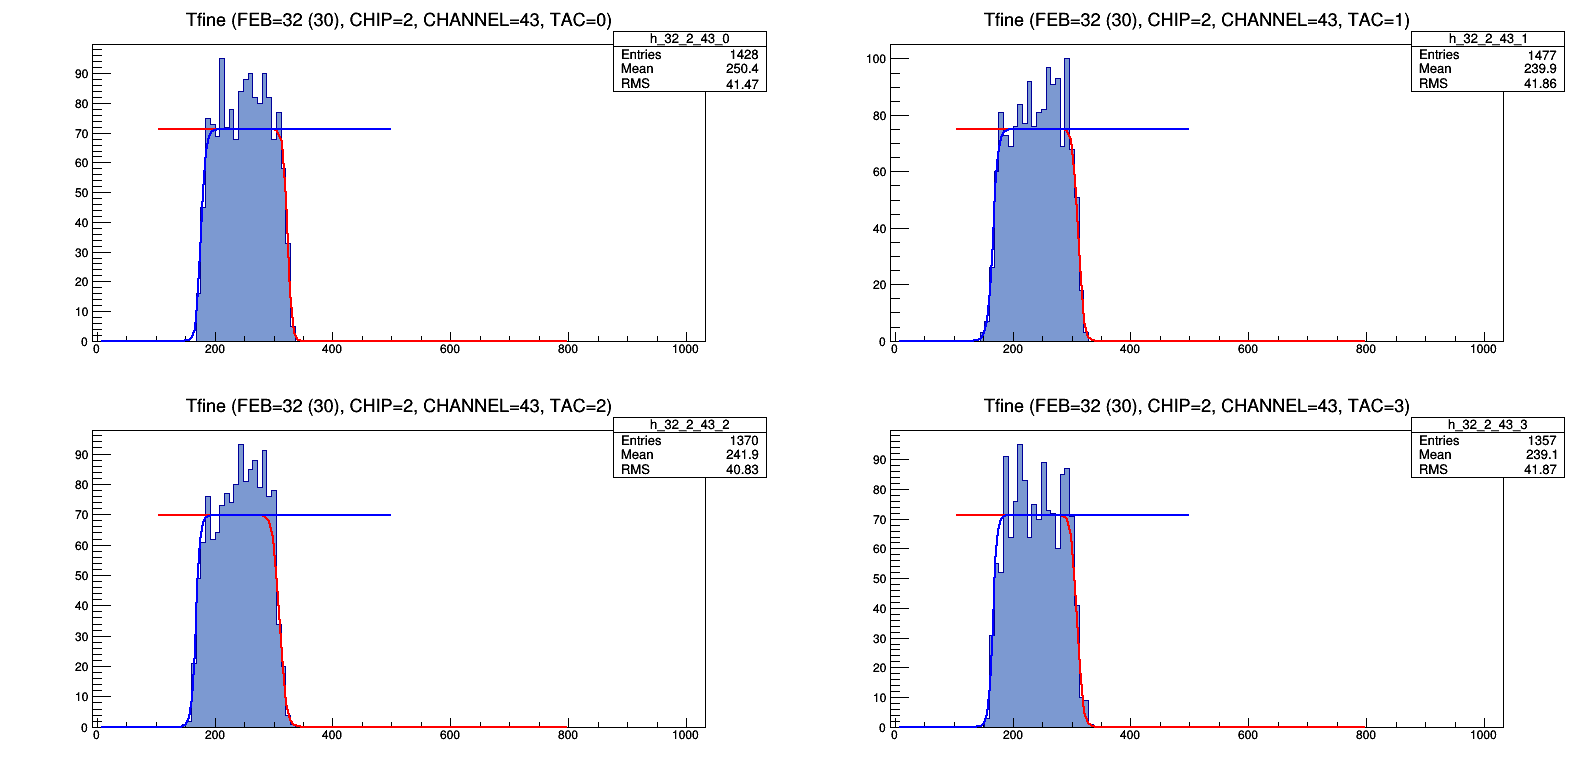 Tfine (FEB=32 (30), CHIP=2, CHANNEL=43, TAC=0)
h_32_2_43_0
Entries 1428
Mean 250.4
RMS 41.47
90
80
70
60
50
40
30
20
10
0
0 200 400 600 800 1000
Tfine (FEB=32 (30), CHIP=2, CHANNEL=43, TAC=1)
h_32_2_43_1
Entries 1477
Mean 239.9
RMS 41.86
100
80
60
40
20
0
0 200 400 600 800 1000
Tfine (FEB=32 (30), CHIP=2, CHANNEL=43, TAC=2)
h_32_2_43_2
Entries 1370
Mean 241.9
RMS 40.83
90
80
70
60
50
40
30
20
10
0
0 200 400 600 800 1000
Tfine (FEB=32 (30), CHIP=2, CHANNEL=43, TAC=3)
h_32_2_43_3
Entries 1357
Mean 239.1
RMS 41.87
90
80
70
60
50
40
30
20
10
0
0 200 400 600 800 1000